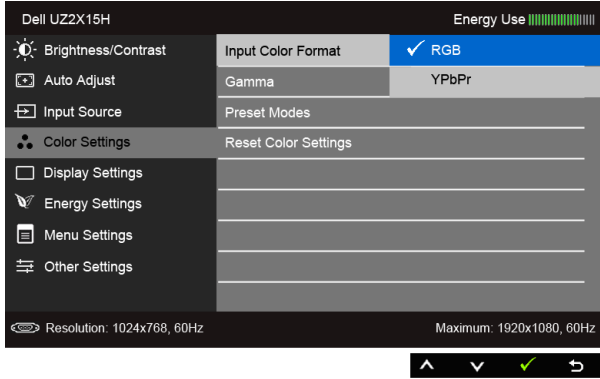 Dell UZ2X15H Energy Use
Brightness/Contrast Input Color Format RGB
Auto Adjust Gamma YPbPr
Input Source Preset Modes
Color Settings Reset Color Settings
Display Settings
Energy Settings
Menu Settings
Other Settings
Resolution: 1024x768, 60Hz Maximum: 1920x1080, 60Hz